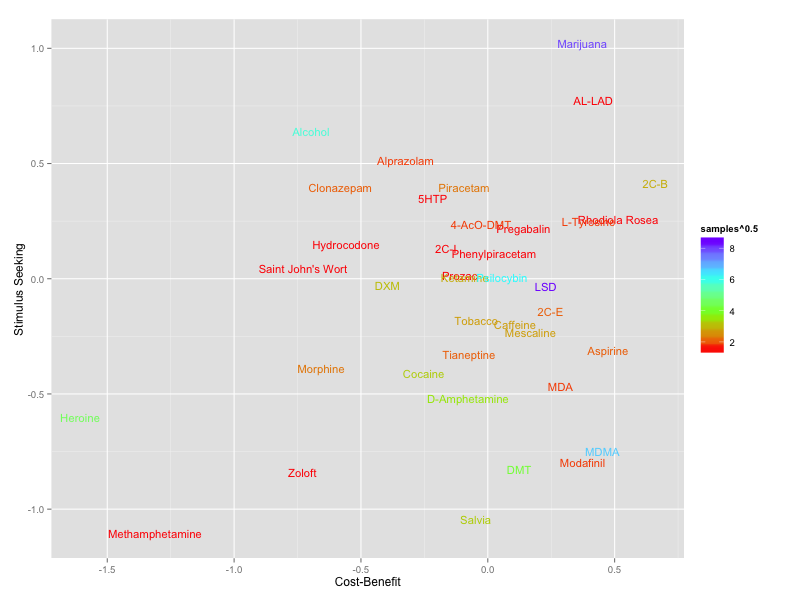 Marijuana
1.0
AL-LAD
Alcohol
Alprazolam
0.5
Clonazepam
Piracetam
2C-B
5HTP
4-AcO-DMT
L-Tyrosine
Rhodiola Rosea
Pregabalin
samples^0.5
Hydrocodone
2C-I
Phenylpiracetam
8
Saint John's Wort
Prozac
Ketamine
Psilocybin
6
0.0
DXM
LSD
Stimulus Seeking
2C-E
4
Tobacco
Caffeine
Mescaline
2
Tianeptine
Aspirine
Morphine
Cocaine
MDA
-0.5
D-Amphetamine
Heroine
MDMA
Modafinil
Zoloft
DMT
-1.0
Salvia
Methamphetamine
-1.5
-1.0
-0.5
0.0
0.5
Cost-Benefit